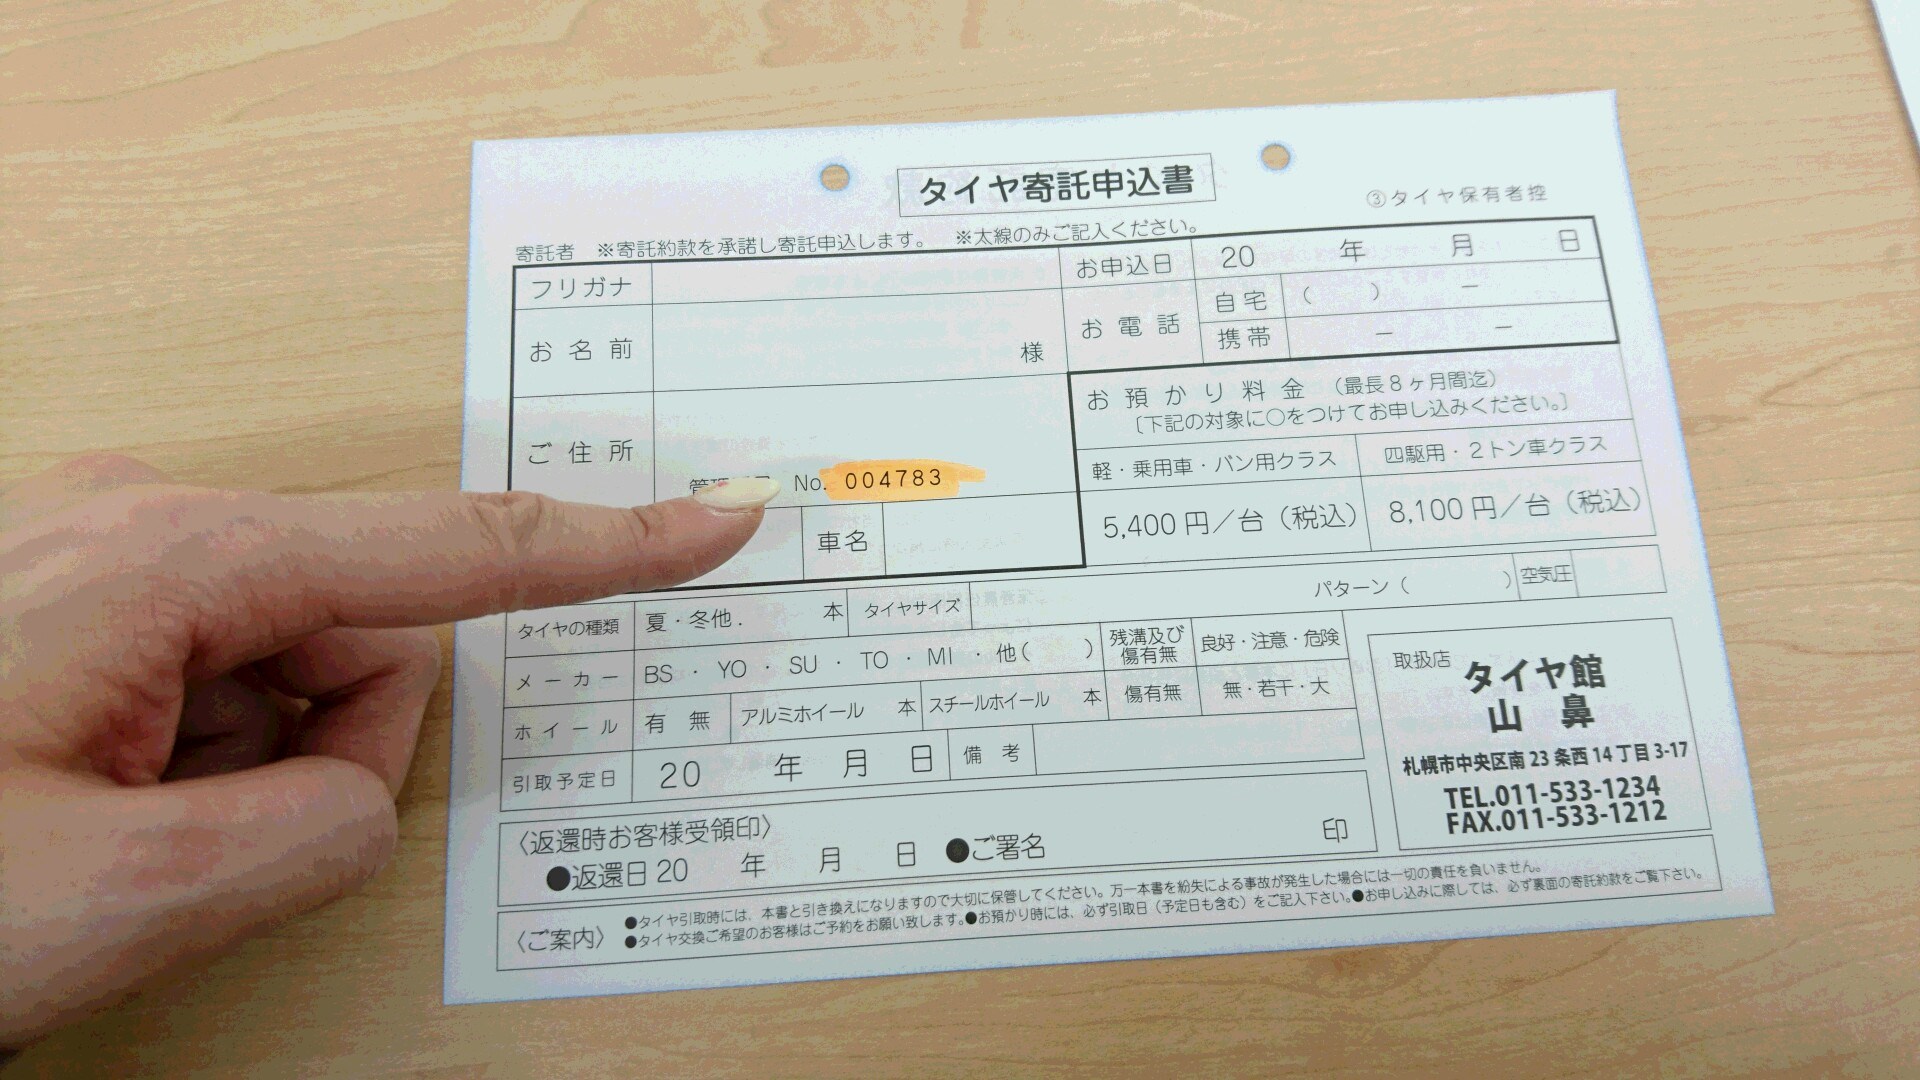 タイヤ寄託申込書
③タイヤ保有者控
寄託者 ※寄託約款を承諾し寄託申込します。 ※太線のみご記入ください。
フリガナ
お名前 様
ご住所
No. 004783
車名
お申込日 20 年 月 日
お電話 自宅 ( ) －
携帯 － －
お預かり料金 (最長8ヶ月間迄)
〔下記の対象に○をつけてお申し込みください。〕
軽・乗用車・バン用クラス 四駆用・2トン車クラス
5,400円／台（税込） 8,100円／台（税込）
タイヤの種類 夏・冬他. 本 タイヤサイズ パターン ( ) 空気圧
メーカー BS ・ YO ・ SU ・ TO ・ MI ・ 他( ) 残溝及び傷有無 良好・注意・危険
ホイール 有 無 アルミホイール 本 スチールホイール 本 傷有無 無・若干・大
引取予定日 20 年 月 日 備考
〈返還時お客様受領印〉
●返還日20 年 月 日 ●ご署名 印
取扱店 タイヤ館
山鼻
札幌市中央区南23条西14丁目3-17
TEL.011-533-1234
FAX.011-533-1212
〈ご案内〉
●タイヤ引取時には、本書と引き換えになりますので大切に保管してください。万一本書を紛失による事故が発生した場合には一切の責任を負いません。
●タイヤ交換ご希望のお客様はご予約をお願い致します。●お預かり時には、必ず引取日（予定日も含む）をご記入下さい。●お申し込みに際しては、必ず裏面の寄託約款をご覧下さい。